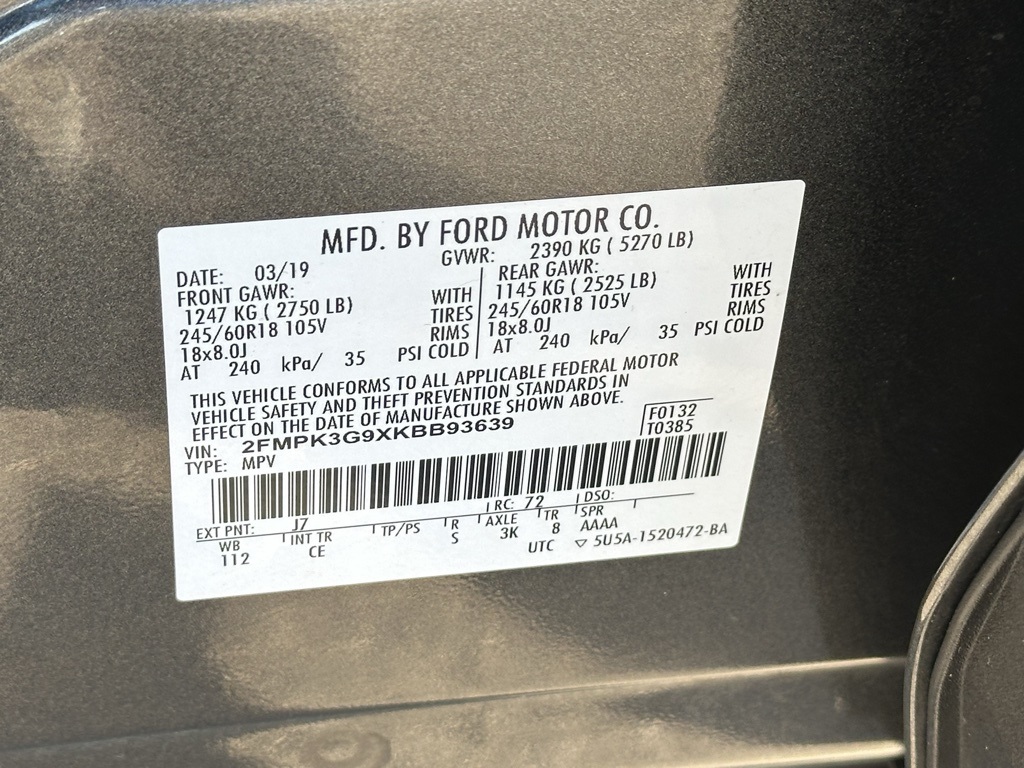 MFD. BY FORD MOTOR CO.
DATE: 03/19 GVWR: 2390 KG ( 5270 LB)
FRONT GAWR:
1247 KG ( 2750 LB) WITH
245/60R18 105V TIRES
18x8.0J RIMS
AT 240 kPa/ 35 PSI COLD
REAR GAWR:
1145 KG ( 2525 LB) WITH
245/60R18 105V TIRES
18x8.0J RIMS
AT 240 kPa/ 35 PSI COLD
THIS VEHICLE CONFORMS TO ALL APPLICABLE FEDERAL MOTOR
VEHICLE SAFETY AND THEFT PREVENTION STANDARDS IN
EFFECT ON THE DATE OF MANUFACTURE SHOWN ABOVE.
VIN: 2FMPK3G9XKBB93639
TYPE: MPV
F0132
T0385
EXT PNT: J7 RC: 72 DSO:
WB INT TR TP/PS R AXLE TR SPR
112 CE S 3K 8 AAAA
UTC ▽ 5U5A-1520472-BA